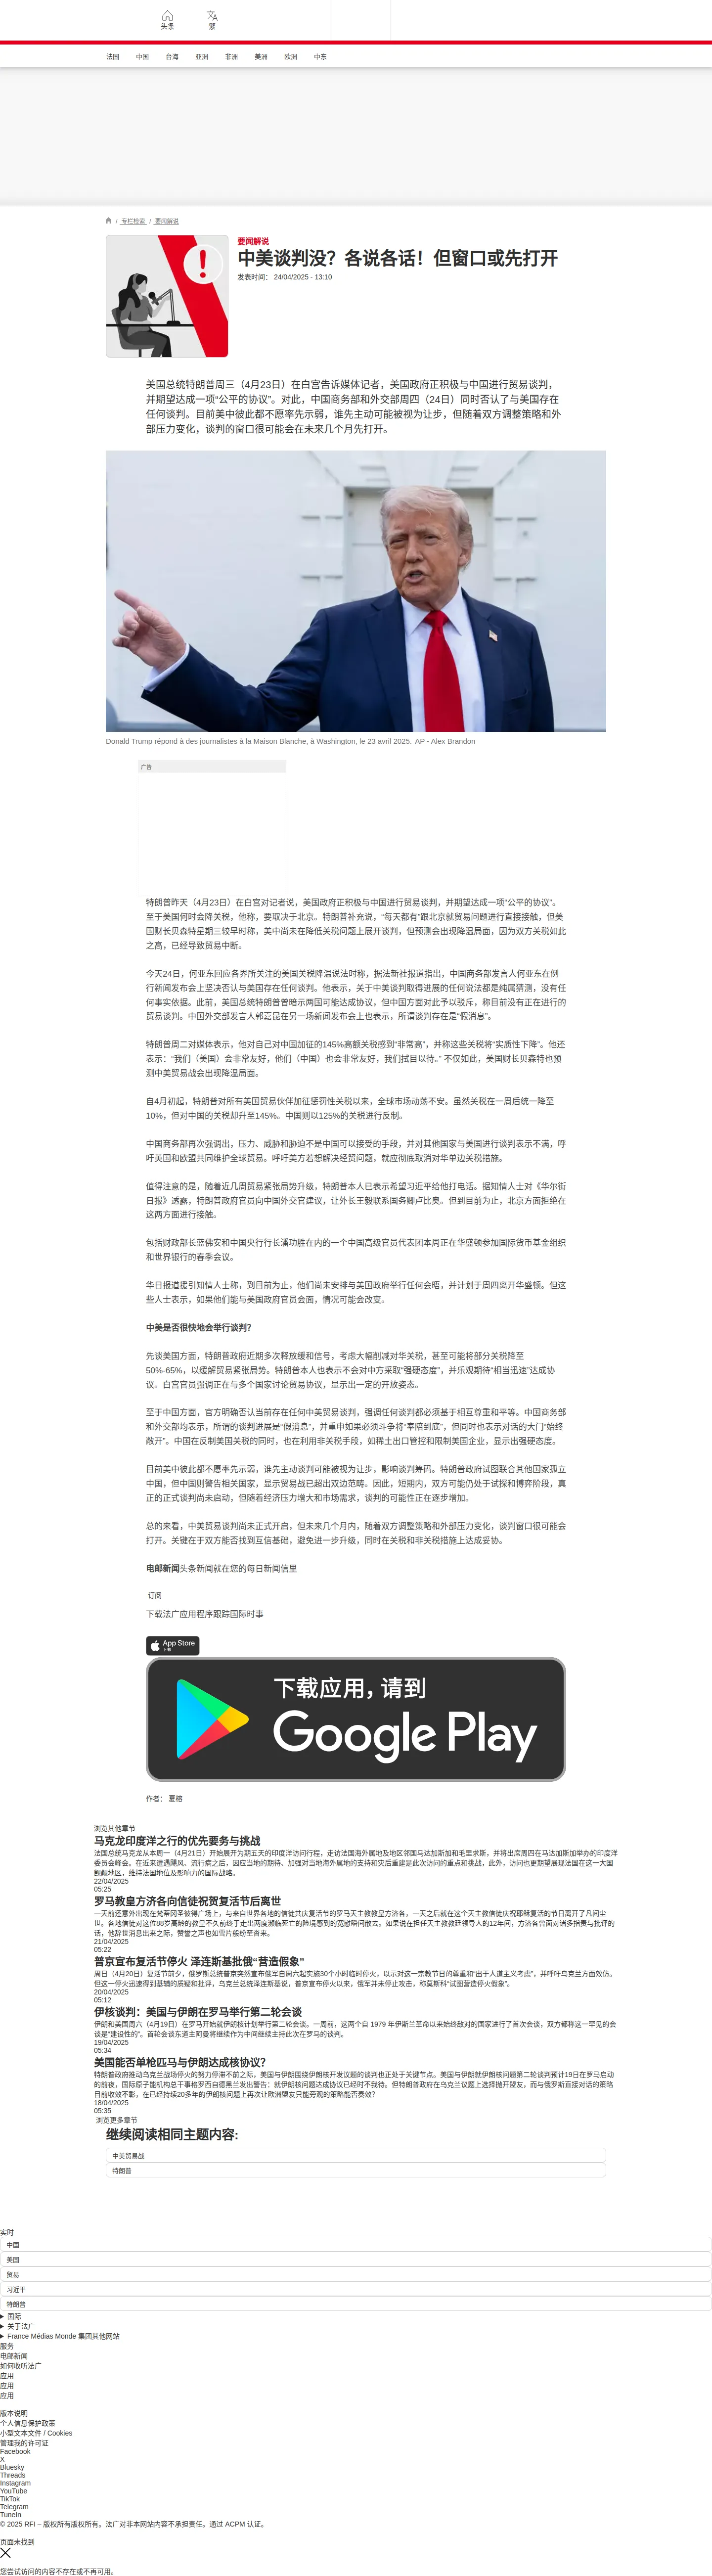 头条
繁
法国 中国 台海 亚洲 非洲 美洲 欧洲 中东
/ 专栏检索 / 要闻解说
要闻解说
中美谈判没？各说各话！但窗口或先打开
发表时间： 24/04/2025 - 13:10
美国总统特朗普周三（4月23日）在白宫告诉媒体记者，美国政府正积极与中国进行贸易谈判，
并期望达成一项“公平的协议”。对此，中国商务部和外交部周四（24日）同时否认了与美国存在
任何谈判。目前美中彼此都不愿率先示弱，谁先主动可能被视为让步，但随着双方调整策略和外
部压力变化，谈判的窗口很可能会在未来几个月先打开。
Donald Trump répond à des journalistes à la Maison Blanche, à Washington, le 23 avril 2025. AP - Alex Brandon
广告
特朗普昨天（4月23日）在白宫对记者说，美国政府正积极与中国进行贸易谈判，并期望达成一项“公平的协议”。
至于美国何时会降关税，他称，要取决于北京。特朗普补充说，“每天都有”跟北京就贸易问题进行直接接触，但美
国财长贝森特星期三较早时称，美中尚未在降低关税问题上展开谈判，但预测会出现降温局面，因为双方关税如此
之高，已经导致贸易中断。
今天24日，何亚东回应各界所关注的美国关税降温说法时称，据法新社报道指出，中国商务部发言人何亚东在例
行新闻发布会上坚决否认与美国存在任何谈判。他表示，关于中美谈判取得进展的任何说法都是纯属猜测，没有任
何事实依据。此前，美国总统特朗普曾暗示两国可能达成协议，但中国方面对此予以驳斥，称目前没有正在进行的
贸易谈判。中国外交部发言人郭嘉昆在另一场新闻发布会上也表示，所谓谈判存在是“假消息”。
特朗普周二对媒体表示，他对自己对中国加征的145%高额关税感到“非常高”，并称这些关税将“实质性下降”。他还
表示：“我们（美国）会非常友好，他们（中国）也会非常友好，我们拭目以待。” 不仅如此，美国财长贝森特也预
测中美贸易战会出现降温局面。
自4月初起，特朗普对所有美国贸易伙伴加征惩罚性关税以来，全球市场动荡不安。虽然关税在一周后统一降至
10%，但对中国的关税却升至145%。中国则以125%的关税进行反制。
中国商务部再次强调出，压力、威胁和胁迫不是中国可以接受的手段，并对其他国家与美国进行谈判表示不满，呼
吁英国和欧盟共同维护全球贸易。呼吁美方若想解决经贸问题，就应彻底取消对华单边关税措施。
值得注意的是，随着近几周贸易紧张局势升级，特朗普本人已表示希望习近平给他打电话。据知情人士对《华尔街
日报》透露，特朗普政府官员向中国外交官建议，让外长王毅联系国务卿卢比奥。但到目前为止，北京方面拒绝在
这两方面进行接触。
包括财政部长蓝佛安和中国央行行长潘功胜在内的一个中国高级官员代表团本周正在华盛顿参加国际货币基金组织
和世界银行的春季会议。
华日报道援引知情人士称，到目前为止，他们尚未安排与美国政府举行任何会晤，并计划于周四离开华盛顿。但这
些人士表示，如果他们能与美国政府官员会面，情况可能会改变。
中美是否很快地会举行谈判？
先谈美国方面，特朗普政府近期多次释放缓和信号，考虑大幅削减对华关税，甚至可能将部分关税降至
50%-65%，以缓解贸易紧张局势。特朗普本人也表示不会对中方采取“强硬态度”，并乐观期待“相当迅速”达成协
议。白宫官员强调正在与多个国家讨论贸易协议，显示出一定的开放姿态。
至于中国方面，官方明确否认当前存在任何中美贸易谈判，强调任何谈判都必须基于相互尊重和平等。中国商务部
和外交部均表示，所谓的谈判进展是“假消息”，并重申如果必须斗争将“奉陪到底”，但同时也表示对话的大门“始终
敞开”。中国在反制美国关税的同时，也在利用非关税手段，如稀土出口管控和限制美国企业，显示出强硬态度。
目前美中彼此都不愿率先示弱，谁先主动谈判可能被视为让步，影响谈判筹码。特朗普政府试图联合其他国家孤立
中国，但中国则警告相关国家，显示贸易战已超出双边范畴。因此，短期内，双方可能仍处于试探和博弈阶段，真
正的正式谈判尚未启动，但随着经济压力增大和市场需求，谈判的可能性正在逐步增加。
总的来看，中美贸易谈判尚未正式开启，但未来几个月内，随着双方调整策略和外部压力变化，谈判窗口很可能会
打开。关键在于双方能否找到互信基础，避免进一步升级，同时在关税和非关税措施上达成妥协。
电邮新闻头条新闻就在您的每日新闻信里
订阅
下载法广应用程序跟踪国际时事
App Store
下载
下载应用，请到
Google Play
作者： 夏榕
浏览其他章节
马克龙印度洋之行的优先要务与挑战
法国总统马克龙从本周一（4月21日）开始展开为期五天的印度洋访问行程，走访法国海外属地及地区邻国马达加斯加和毛里求斯，并将出席周四在马达加斯加举办的印度洋
委员会峰会。在近来遭遇飓风、流行病之后，因应当地的期待、加强对当地海外属地的支持和灾后重建是此次访问的重点和挑战，此外，访问也更期望展现法国在这一大国
觊觎地区，维持法国地位及影响力的国际战略。
22/04/2025
05:25
罗马教皇方济各向信徒祝贺复活节后离世
一天前还意外出现在梵蒂冈圣彼得广场上，与来自世界各地的信徒共庆复活节的罗马天主教教皇方济各，一天之后就在这个天主教信徒庆祝耶稣复活的节日离开了凡间尘
世。各地信徒对这位88岁高龄的教皇不久前终于走出两度濒临死亡的险境感到的宽慰瞬间散去。如果说在担任天主教教廷领导人的12年间，方济各曾面对诸多指责与批评的
话，他辞世消息出来之际，赞誉之声也如雪片般纷至沓来。
21/04/2025
05:22
普京宣布复活节停火 泽连斯基批俄“营造假象”
周日（4月20日）复活节前夕，俄罗斯总统普京突然宣布俄军自周六起实施30个小时临时停火，以示对这一宗教节日的尊重和“出于人道主义考虑”，并呼吁乌克兰方面效仿。
但这一停火迅速得到基辅的质疑和批评，乌克兰总统泽连斯基说，普京宣布停火以来，俄军并未停止攻击，称莫斯科“试图营造停火假象”。
20/04/2025
05:12
伊核谈判：美国与伊朗在罗马举行第二轮会谈
伊朗和美国周六（4月19日）在罗马开始就伊朗核计划举行第二轮会谈。一周前，这两个自 1979 年伊斯兰革命以来始终敌对的国家进行了首次会谈，双方都称这一罕见的会
谈是“建设性的”。首轮会谈东道主阿曼将继续作为中间继续主持此次在罗马的谈判。
19/04/2025
05:34
美国能否单枪匹马与伊朗达成核协议？
特朗普政府推动乌克兰战场停火的努力停滞不前之际，美国与伊朗围绕伊朗核开发议题的谈判也正处于关键节点。美国与伊朗就伊朗核问题第二轮谈判预计19日在罗马启动
的前夜，国际原子能机构总干事格罗西自德黑兰发出警告：就伊朗核问题达成协议已经时不我待。但特朗普政府在乌克兰议题上选择抛开盟友，而与俄罗斯直接对话的策略
目前收效不彰，在已经持续20多年的伊朗核问题上再次让欧洲盟友只能旁观的策略能否奏效？
18/04/2025
05:35
浏览更多章节
继续阅读相同主题内容:
中美贸易战
特朗普
实时
中国
美国
贸易
习近平
特朗普
国际
关于法广
France Médias Monde 集团其他网站
服务
电邮新闻
如何收听法广
应用
应用
应用
版本说明
个人信息保护政策
小型文本文件 / Cookies
管理我的许可证
Facebook
X
Bluesky
Threads
Instagram
YouTube
TikTok
Telegram
TuneIn
© 2025 RFI – 版权所有版权所有。法广对非本网站内容不承担责任。通过 ACPM 认证。
页面未找到
您尝试访问的内容不存在或不再可用。